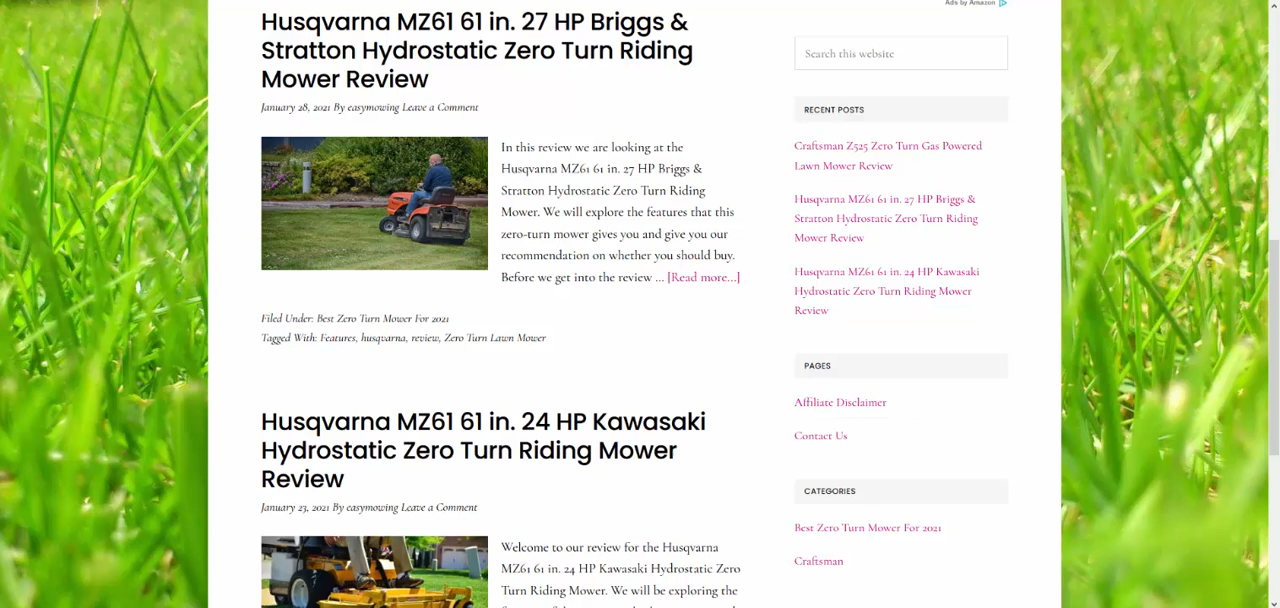 Ads by Amazon
Husqvarna MZ61 61 in. 27 HP Briggs &
Stratton Hydrostatic Zero Turn Riding
Mower Review
January 28, 2021 By easymowing Leave a Comment
In this review we are looking at the
Husqvarna MZ61 61 in. 27 HP Briggs &
Stratton Hydrostatic Zero Turn Riding
Mower. We will explore the features that this
zero-turn mower gives you and give you our
recommendation on whether you should buy.
Before we get into the review ... [Read more...]
Filed Under: Best Zero Turn Mower For 2021
Tagged With: Features, husqvarna, review, Zero Turn Lawn Mower
Husqvarna MZ61 61 in. 24 HP Kawasaki
Hydrostatic Zero Turn Riding Mower
Review
January 23, 2021 By easymowing Leave a Comment
Welcome to our review for the Husqvarna
MZ61 61 in. 24 HP Kawasaki Hydrostatic Zero
Turn Riding Mower. We will be exploring the
Search this website
RECENT POSTS
Craftsman Z525 Zero Turn Gas Powered
Lawn Mower Review
Husqvarna MZ61 61 in. 27 HP Briggs &
Stratton Hydrostatic Zero Turn Riding
Mower Review
Husqvarna MZ61 61 in. 24 HP Kawasaki
Hydrostatic Zero Turn Riding Mower
Review
PAGES
Affiliate Disclaimer
Contact Us
CATEGORIES
Best Zero Turn Mower For 2021
Craftsman